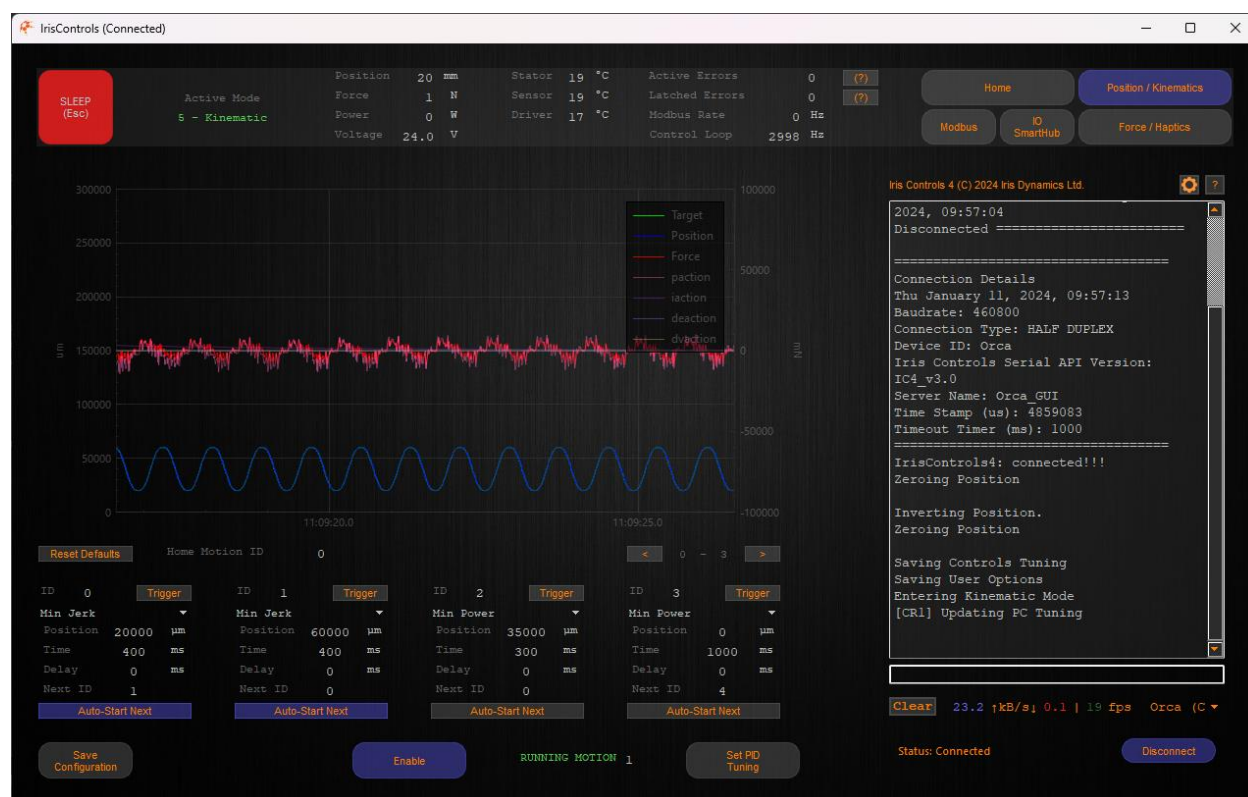 IrisControls (Connected)
SLEEP
(Esc)
Active Mode
5 - Kinematic
Position 20 mm
Force 1 N
Power 0 W
Voltage 24.0 V
Stator 19 °C
Sensor 19 °C
Driver 17 °C
Active Errors 0 (?)
Latched Errors 0 (?)
Modbus Rate 0 Hz
Control Loop 2998 Hz
Home
Position / Kinematics
Modbus
IO
SmartHub
Force / Haptics
300000
250000
200000
150000
100000
50000
0
um
100000
50000
0
-50000
-100000
mN
Target
Position
Force
paction
iaction
deaction
dvaction
11:09:20.0
11:09:25.0
Iris Controls 4 (C) 2024 Iris Dynamics Ltd.
?
2024, 09:57:04
Disconnected ========================
===================================
Connection Details
Thu January 11, 2024, 09:57:13
Baudrate: 460800
Connection Type: HALF DUPLEX
Device ID: Orca
Iris Controls Serial API Version:
IC4_v3.0
Server Name: Orca_GUI
Time Stamp (us): 4859083
Timeout Timer (ms): 1000
===================================
IrisControls4: connected!!!
Zeroing Position
Inverting Position.
Zeroing Position
Saving Controls Tuning
Saving User Options
Entering Kinematic Mode
[CRl] Updating PC Tuning
Reset Defaults
Home Motion ID 0
< 0 - 3 >
ID 0 Trigger
Min Jerk
Position 20000 µm
Time 400 ms
Delay 0 ms
Next ID 1
Auto-Start Next
ID 1 Trigger
Min Jerk
Position 60000 µm
Time 400 ms
Delay 0 ms
Next ID 0
Auto-Start Next
ID 2 Trigger
Min Power
Position 35000 µm
Time 300 ms
Delay 0 ms
Next ID 0
Auto-Start Next
ID 3 Trigger
Min Power
Position 0 µm
Time 1000 ms
Delay 0 ms
Next ID 4
Auto-Start Next
Clear 23.2 ↑kB/s↓ 0.1 | 19 fps Orca (C
Save
Configuration
Enable
RUNNING MOTION 1
Set PID
Tuning
Status: Connected
Disconnect